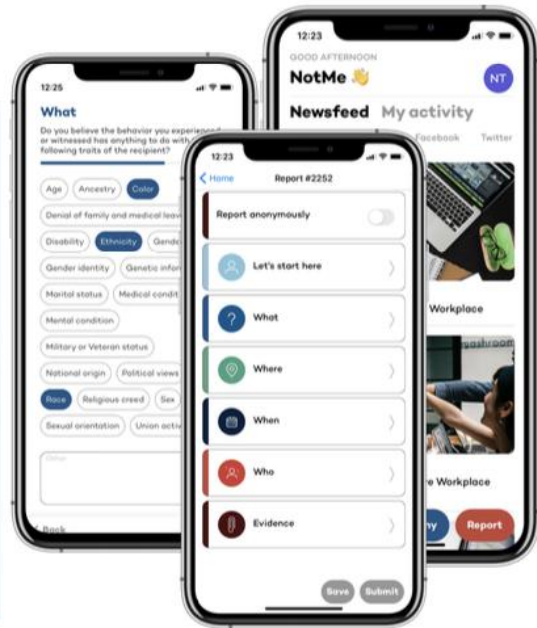 12:25
What
Do you believe the behavior you experienced
or witnessed has anything to do with
following traits of the recipient?
Age Ancestry Color
Denial of family and medical
Disability Ethnicity
Gender identity Genetic
Marital status Medical
Mental condition
Military or Veteran status
National origin Political views
Race Religious creed Sex
Sexual orientation Union
Other
Back
12:23
Home Report #2252
Report anonymously
Let's start here
What
Where
When
Who
Evidence
Save Submit
12:23
GOOD AFTERNOON
NotMe 👋 NT
Newsfeed My activity
Facebook Twitter
Workplace
Workplace
Report